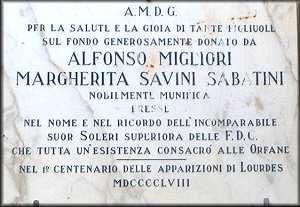 A.M.D.G.
PER LA SALUTE E LA GIOIA DI TANTE FIGLIUOLE
SUL FONDO GENEROSAMENTE DONATO DA
ALFONSO MIGLIORI
MARGHERITA SAVINI SABATINI
NOBILMENTE MUNIFICA
ERESSE
NEL NOME E NEL RICORDO DELL'INCOMPARABILE
SUOR SOLERI SUPERIORA DELLE F.D.C.
CHE TUTTA UN'ESISTENZA CONSACRÒ ALLE ORFANE
NEL 1º CENTENARIO DELLE APPARIZIONI DI LOURDES
MDCCCCLVIII